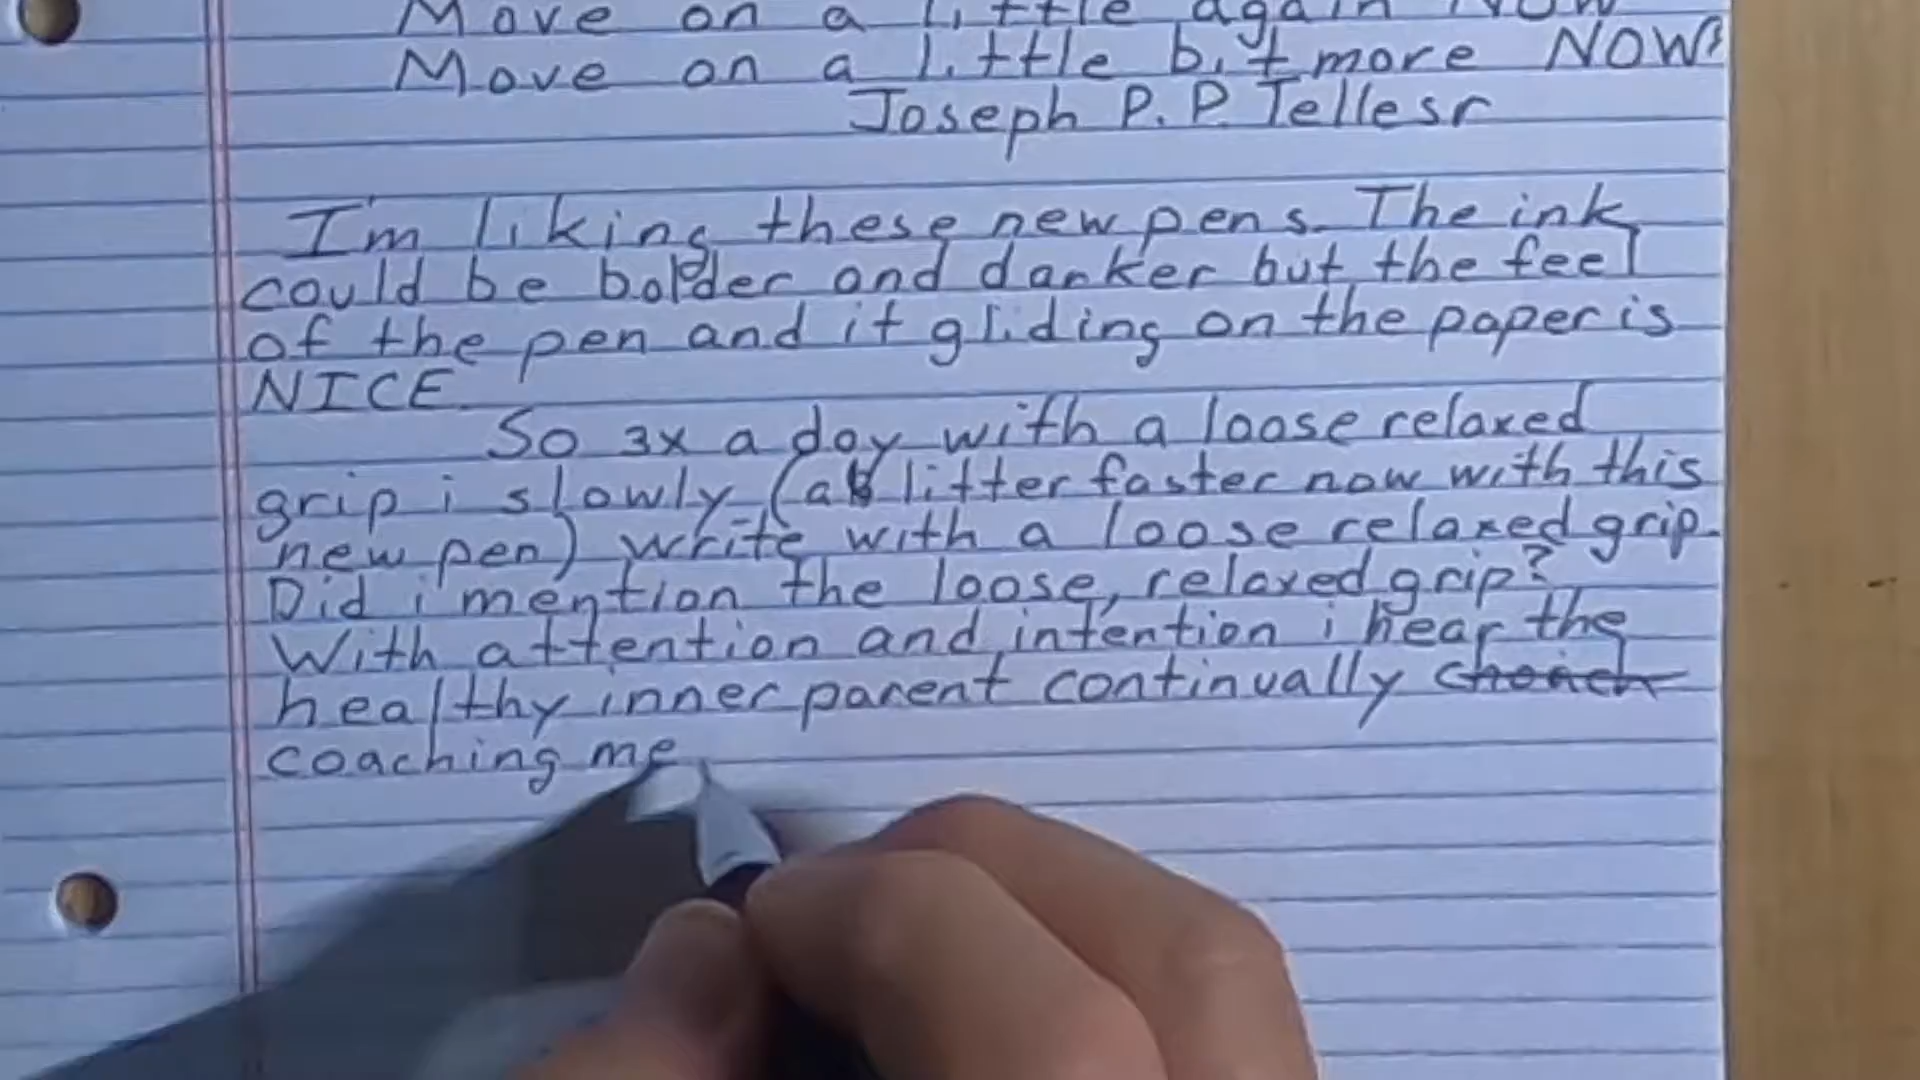 Move on a little again NOW
Move on a little bit more NOW!
Joseph P. P. Tellesr
I'm liking these new pens. The ink
could be bolder and darker but the feel
of the pen and it gliding on the paper is
NICE
So 3x a day with a loose relaxed
grip i slowly (a litter faster now with this
new pen) write with a loose relaxed grip.
Did i mention the loose, relaxed grip?
With attention and intention i hear the
healthy inner parent continually
coaching me